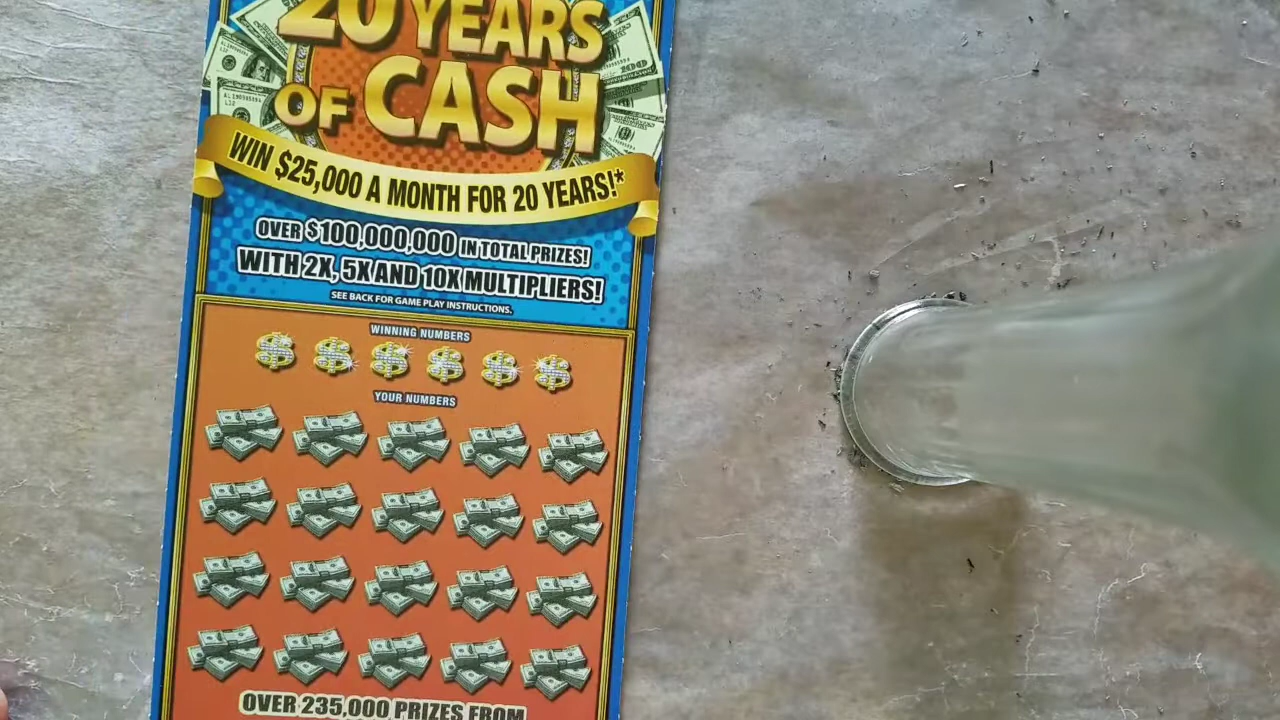 20 YEARS
OF CASH
WIN $25,000 A MONTH FOR 20 YEARS!*
OVER $100,000,000 IN TOTAL PRIZES!
WITH 2X, 5X AND 10X MULTIPLIERS!
SEE BACK FOR GAME PLAY INSTRUCTIONS.
WINNING NUMBERS
YOUR NUMBERS
OVER 235,000 PRIZES FROM